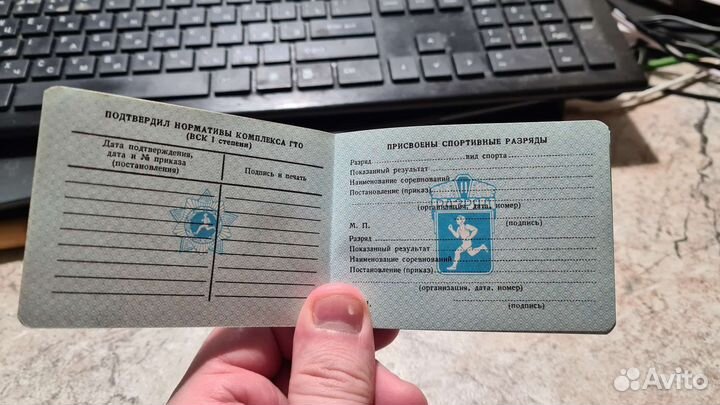 ПОДТВЕРДИЛ НОРМАТИВЫ КОМПЛЕКСА ГТО
(ВСК 1 степени)
Дата подтверждения,
дата и № приказа
(постановления)
Подпись и печать
ПРИСВОЕНЫ СПОРТИВНЫЕ РАЗРЯДЫ
Разряд вид спорта
Показанный результат
Наименование соревнований
Постановление (приказ)
РАЗРЯД
(организация, дата, номер)
М. П. (подпись)
Разряд
Показанный результат
Наименование соревнований
Постановление (приказ)
(организация, дата, номер)
(подпись)
Avito